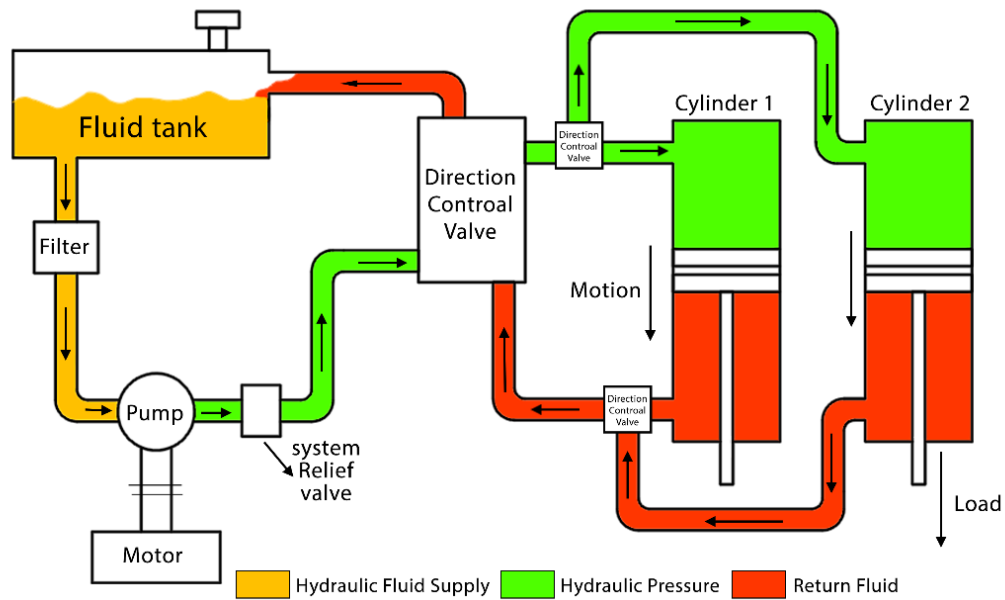 Cylinder 1
Cylinder 2
Fluid tank
Direction
Controal
Valve
Direction
Controal
Valve
Filter
Motion
Pump
Direction
Controal
Valve
system
Relief
valve
Load
Motor
Hydraulic Fluid Supply
Hydraulic Pressure
Return Fluid